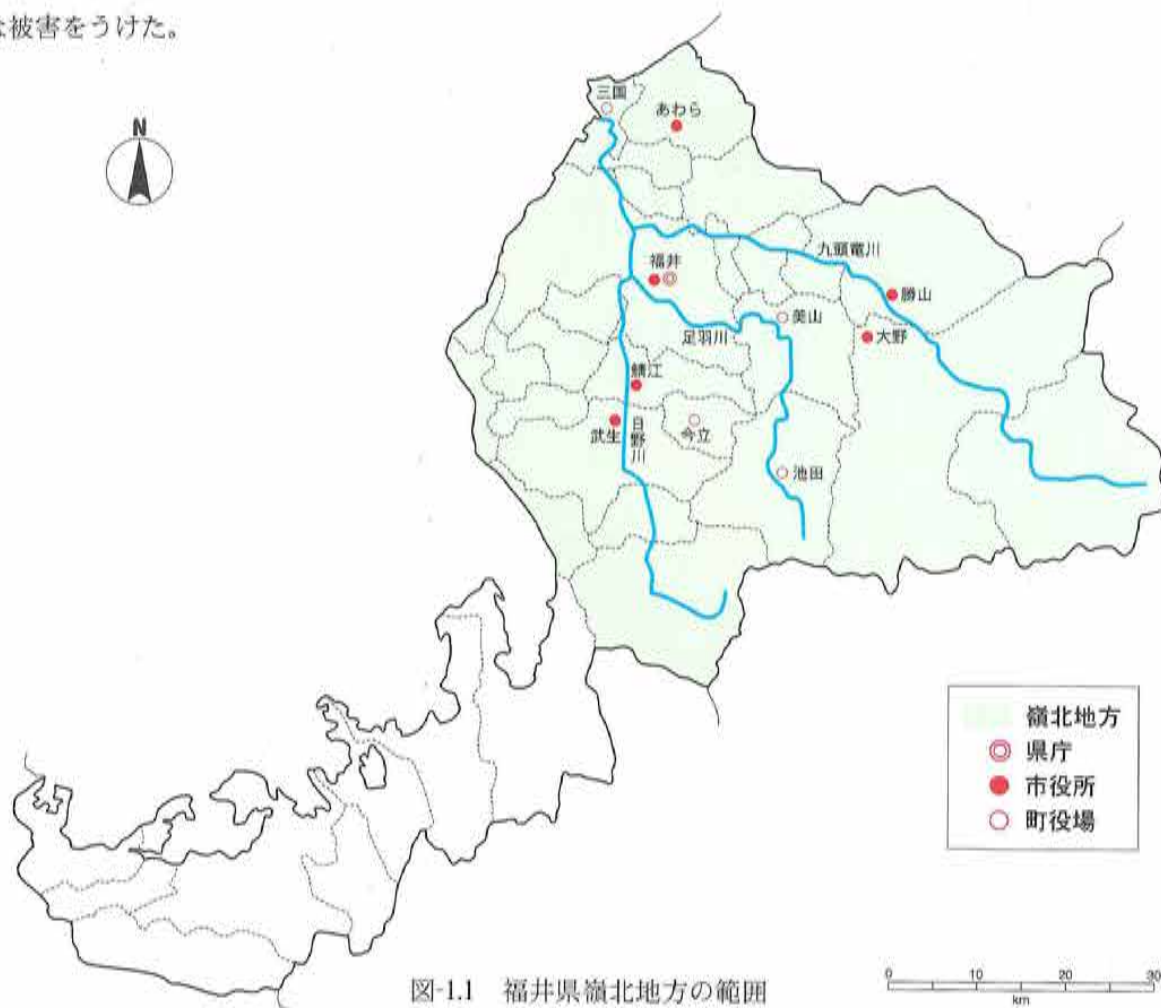 な被害をうけた。
N
三国
あわら
九頭竜川
福井
勝山
美山
足羽川
大野
鯖江
武生
日野川
今立
池田
嶺北地方
県庁
市役所
町役場
0 10 20 30
km
図-1.1 福井県嶺北地方の範囲